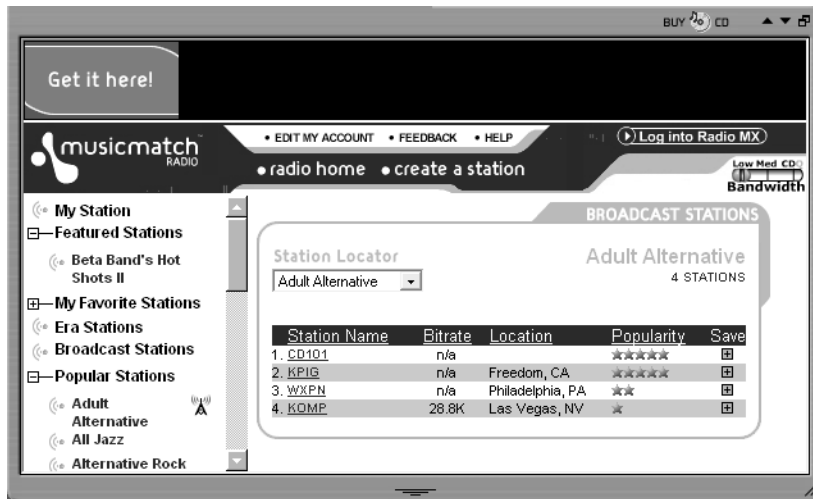 BUY CD
Get it here!
musicmatch
RADIO
• EDIT MY ACCOUNT • FEEDBACK • HELP
Log into Radio MX
• radio home • create a station
Low Med CDQ
Bandwidth
My Station
Featured Stations
Beta Band's Hot
Shots II
My Favorite Stations
Era Stations
Broadcast Stations
Popular Stations
Adult
Alternative
All Jazz
Alternative Rock
BROADCAST STATIONS
Station Locator
Adult Alternative
Adult Alternative
4 STATIONS
Station Name Bitrate Location Popularity Save
1. CD101 n/a
2. KPIG n/a Freedom, CA
3. WXPN n/a Philadelphia, PA
4. KOMP 28.8K Las Vegas, NV